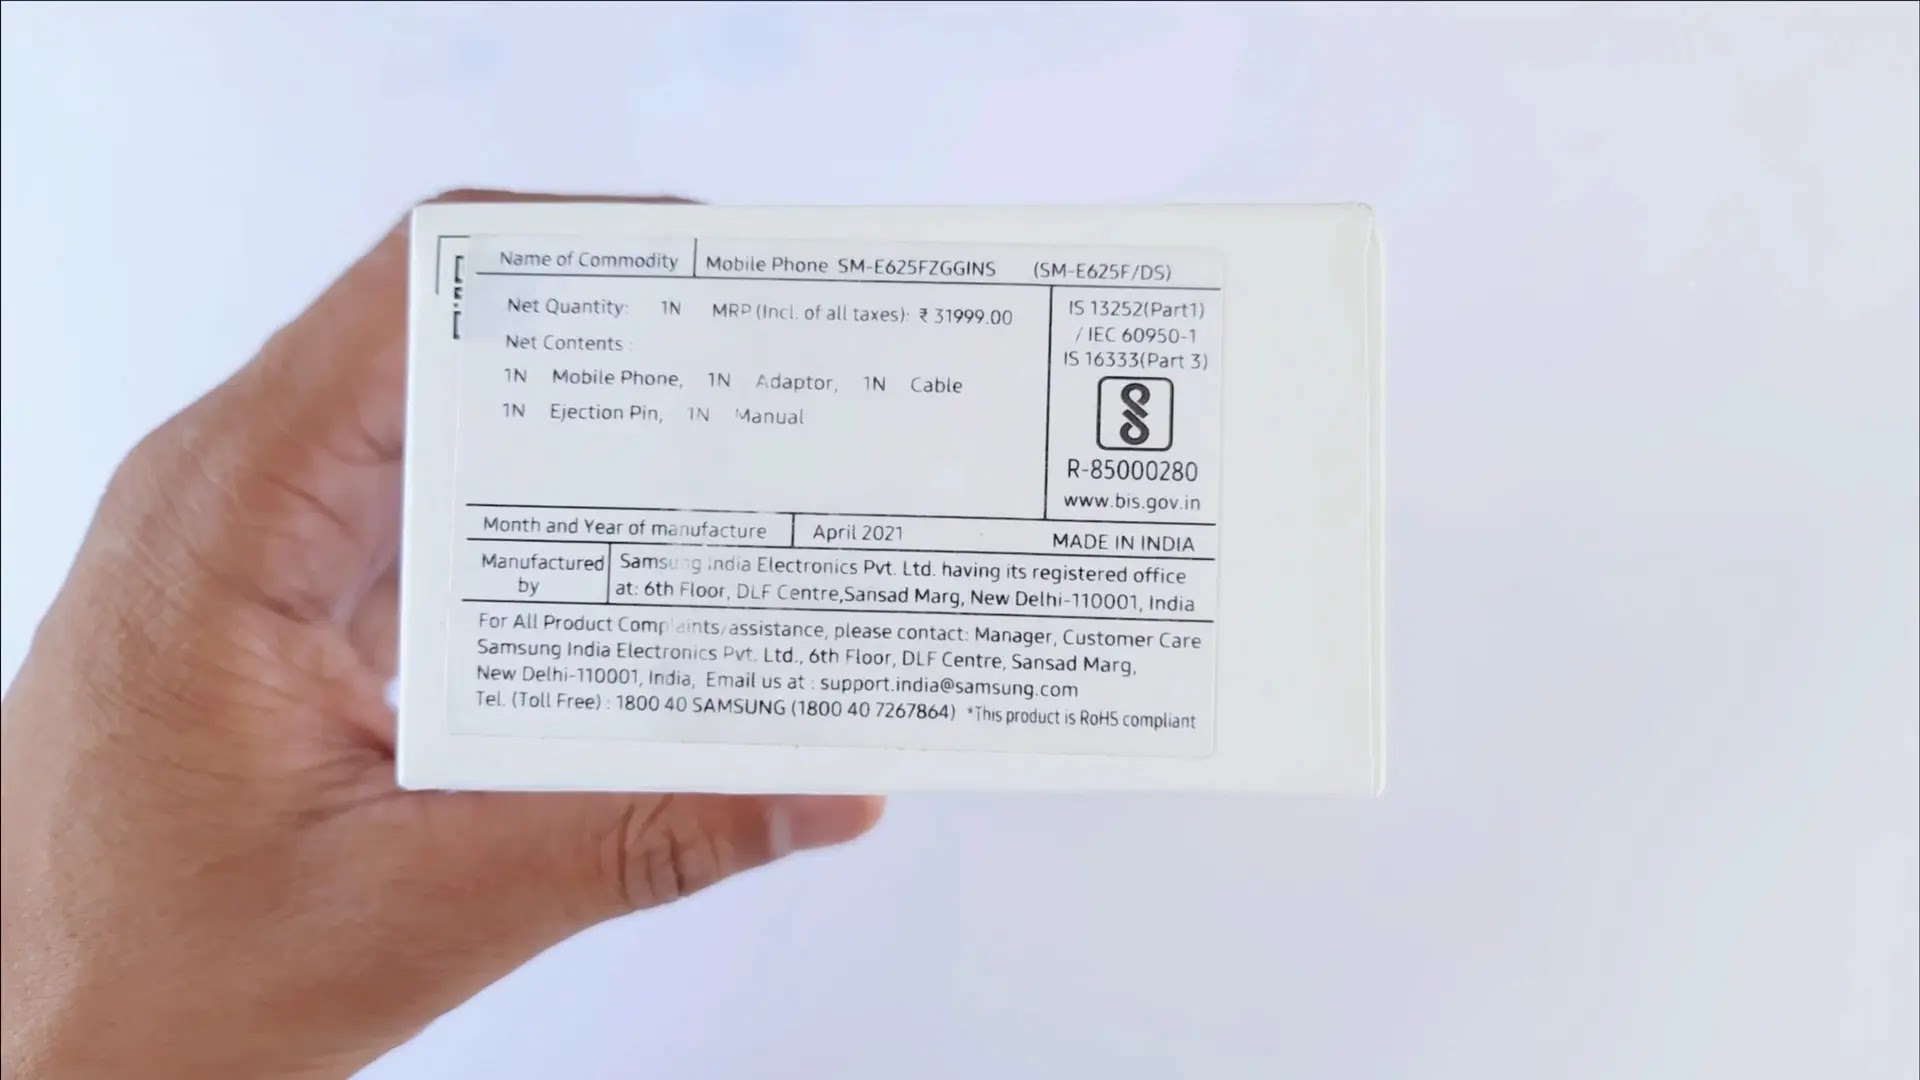 Name of Commodity Mobile Phone SM-E625FZGGINS (SM-E625F/DS)
Net Quantity: 1N MRP (Incl. of all taxes): ₹ 31999.00
Net Contents :
1N Mobile Phone, 1N Adaptor, 1N Cable
1N Ejection Pin, 1N Manual
IS 13252(Part1)
/ IEC 60950-1
IS 16333(Part 3)
R-85000280
www.bis.gov.in
Month and Year of manufacture April 2021 MADE IN INDIA
Manufactured by
Samsung India Electronics Pvt. Ltd. having its registered office
at: 6th Floor, DLF Centre,Sansad Marg, New Delhi-110001, India
For All Product Complaints/assistance, please contact: Manager, Customer Care
Samsung India Electronics Pvt. Ltd., 6th Floor, DLF Centre, Sansad Marg,
New Delhi-110001, India, Email us at : support.india@samsung.com
Tel. (Toll Free) : 1800 40 SAMSUNG (1800 40 7267864) *This product is RoHS compliant